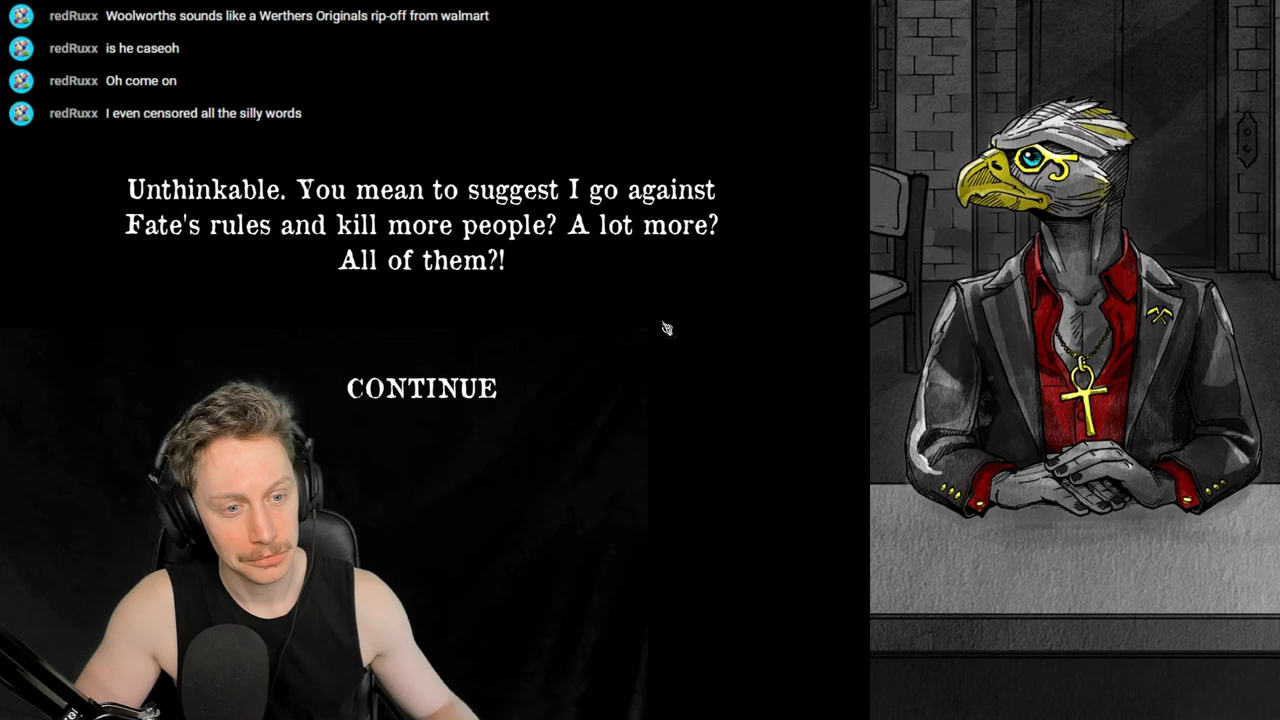 redRuxx Woolworths sounds like a Werthers Originals rip-off from walmart
redRuxx is he caseoh
redRuxx Oh come on
redRuxx I even censored all the silly words
Unthinkable. You mean to suggest I go against
Fate's rules and kill more people? A lot more?
All of them?!
CONTINUE